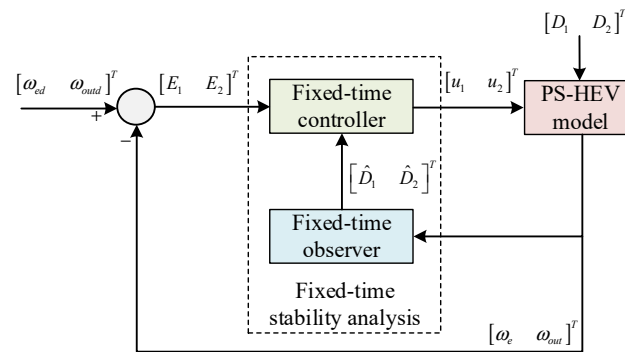 [D₁ D₂]ᵀ
[ω_ed ω_outd]ᵀ
[E₁ E₂]ᵀ
Fixed-time
controller
[u₁ u₂]ᵀ
PS-HEV
model
+
−
[D̂₁ D̂₂]ᵀ
Fixed-time
observer
Fixed-time
stability analysis
[ω_e ω_out]ᵀ